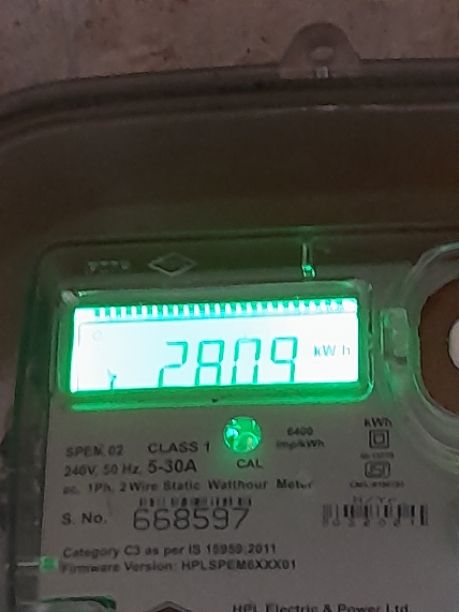 2809 kW h
SPEM. 02 CLASS 1 6400 imp/kWh kWh
240V, 50 Hz, 5-30A CAL
ac, 1Ph, 2 Wire Static Watthour Meter
S. No. 668597
Category C3 as per IS 15959:2011
Firmware Version: HPLSPEM6XXX01
HPL Electric & Power Ltd